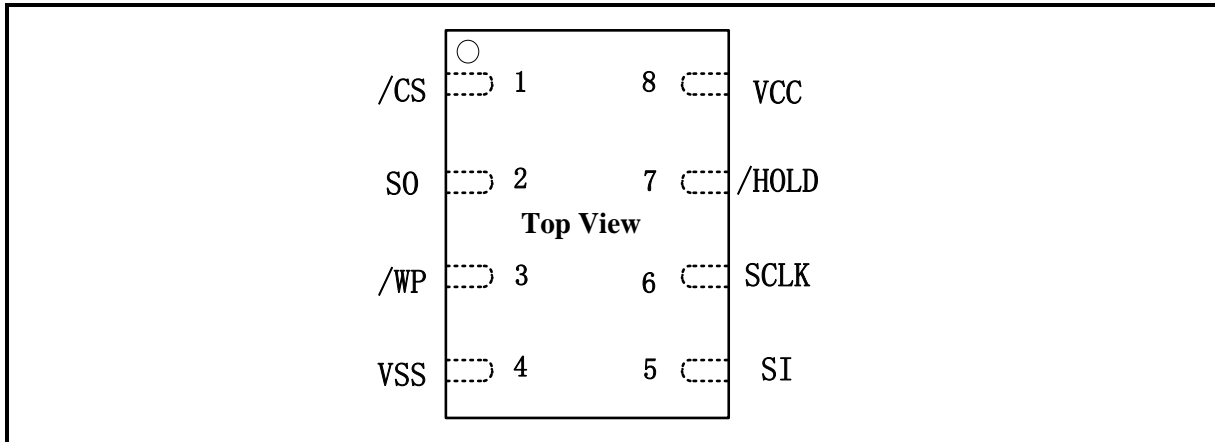 /CS 1 8 VCC
SO 2 7 /HOLD
Top View
/WP 3 6 SCLK
VSS 4 5 SI